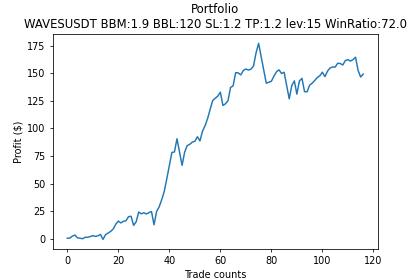 Portfolio
WAVESUSDT BBM:1.9 BBL:120 SL:1.2 TP:1.2 lev:15 WinRatio:72.0
175
150
125
100
75
50
25
0
Profit ($)
0 20 40 60 80 100 120
Trade counts